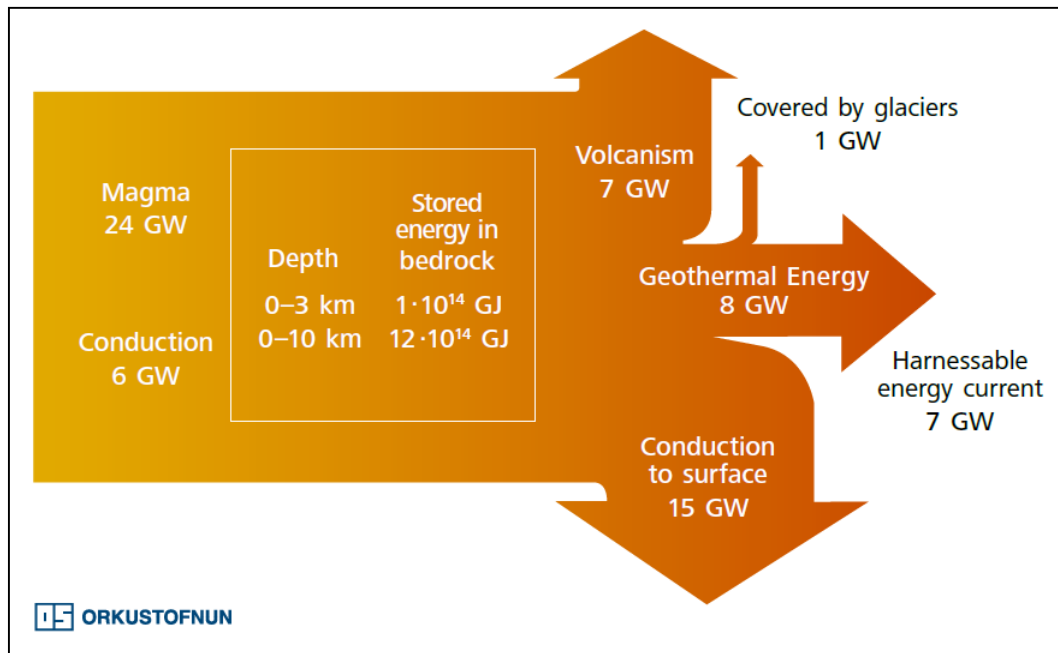 Magma
24 GW
Conduction
6 GW
Depth
0–3 km
0–10 km
Stored
energy in
bedrock
1·10¹⁴ GJ
12·10¹⁴ GJ
Volcanism
7 GW
Covered by glaciers
1 GW
Geothermal Energy
8 GW
Harnessable
energy current
7 GW
Conduction
to surface
15 GW
OS ORKUSTOFNUN